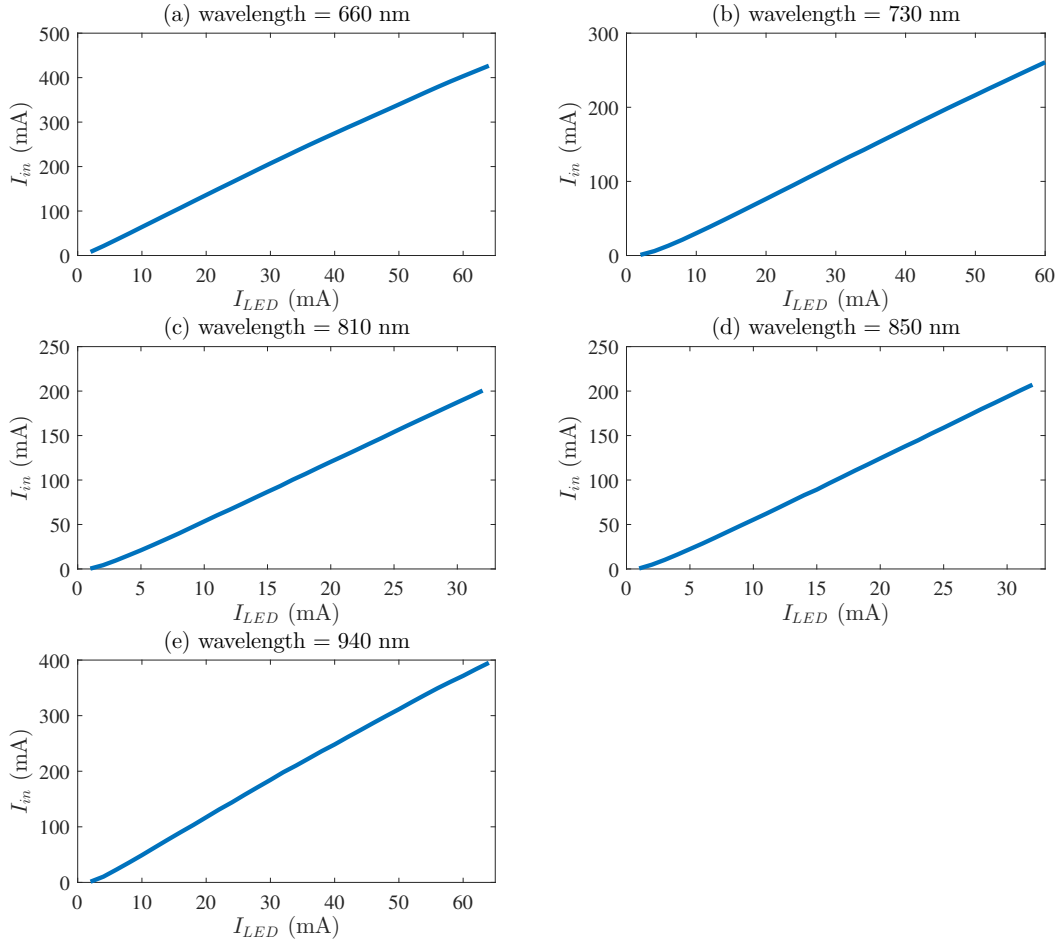 (a) wavelength = 660 nm
500
400
300
200
100
0
I_in (mA)
0 10 20 30 40 50 60
I_LED (mA)
(b) wavelength = 730 nm
300
200
100
0
I_in (mA)
0 10 20 30 40 50 60
I_LED (mA)
(c) wavelength = 810 nm
250
200
150
100
50
0
I_in (mA)
0 5 10 15 20 25 30
I_LED (mA)
(d) wavelength = 850 nm
250
200
150
100
50
0
I_in (mA)
0 5 10 15 20 25 30
I_LED (mA)
(e) wavelength = 940 nm
400
300
200
100
0
I_in (mA)
0 10 20 30 40 50 60
I_LED (mA)